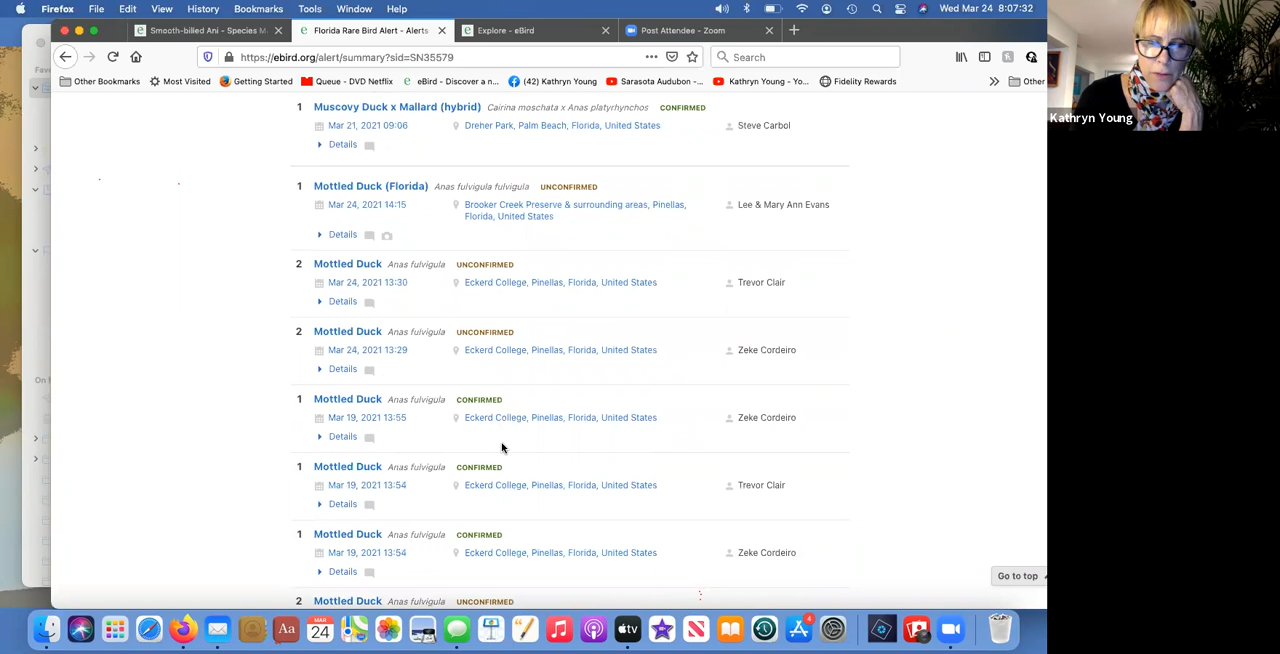 Firefox File Edit View History Bookmarks Tools Window Help Wed Mar 24 8:07:32
Smooth-billed Ani - Species M Florida Rare Bird Alert - Alerts Explore - eBird Post Attendee - Zoom
https://ebird.org/alert/summary?sid=SN35579 Search
Other Bookmarks Most Visited Getting Started Queue - DVD Netflix eBird - Discover a n... (42) Kathryn Young Sarasota Audubon -... Kathryn Young - Yo... Fidelity Rewards Other
Kathryn Young
1 Muscovy Duck x Mallard (hybrid) Cairina moschata x Anas platyrhynchos CONFIRMED
Mar 21, 2021 09:06 Dreher Park, Palm Beach, Florida, United States Steve Carbol
Details
1 Mottled Duck (Florida) Anas fulvigula fulvigula UNCONFIRMED
Mar 24, 2021 14:15 Brooker Creek Preserve & surrounding areas, Pinellas, Lee & Mary Ann Evans
Florida, United States
Details
2 Mottled Duck Anas fulvigula UNCONFIRMED
Mar 24, 2021 13:30 Eckerd College, Pinellas, Florida, United States Trevor Clair
Details
2 Mottled Duck Anas fulvigula UNCONFIRMED
Mar 24, 2021 13:29 Eckerd College, Pinellas, Florida, United States Zeke Cordeiro
Details
1 Mottled Duck Anas fulvigula CONFIRMED
Mar 19, 2021 13:55 Eckerd College, Pinellas, Florida, United States Zeke Cordeiro
Details
1 Mottled Duck Anas fulvigula CONFIRMED
Mar 19, 2021 13:54 Eckerd College, Pinellas, Florida, United States Trevor Clair
Details
1 Mottled Duck Anas fulvigula CONFIRMED
Mar 19, 2021 13:54 Eckerd College, Pinellas, Florida, United States Zeke Cordeiro
Details
Go to top
2 Mottled Duck Anas fulvigula UNCONFIRMED
Aa MAR 24 tv 4